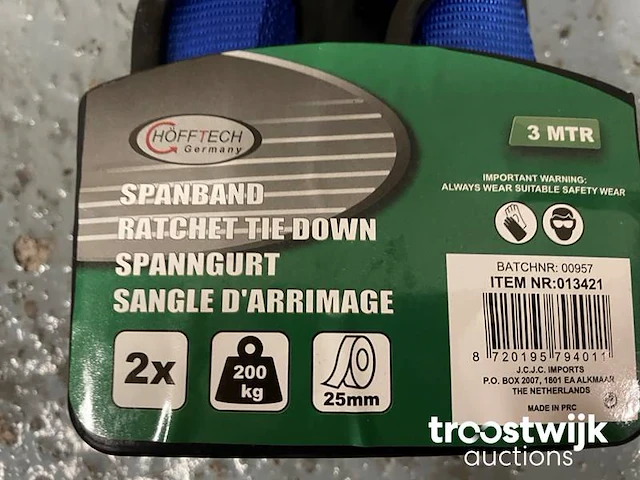 HÖFFTECH
Germany
3 MTR
IMPORTANT WARNING:
ALWAYS WEAR SUITABLE SAFETY WEAR
SPANBAND
RATCHET TIE DOWN
SPANNGURT
SANGLE D'ARRIMAGE
2x
200
kg
25mm
BATCHNR: 00957
ITEM NR:013421
8 720195 794011
J.C.J.C. IMPORTS
P.O. BOX 2007, 1801 EA ALKMAAR
THE NETHERLANDS
MADE IN PRC
troostwijk
auctions